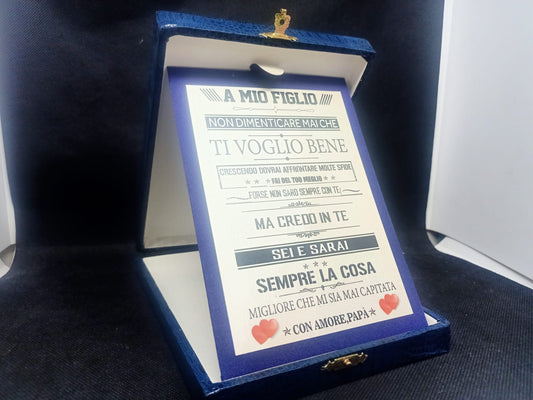 A MIO FIGLIO
NON DIMENTICARE MAI CHE
TI VOGLIO BENE
CRESCENDO DOVRAI AFFRONTARE MOLTE SFIDE
FAI DEL TUO MEGLIO
FORSE NON SARO SEMPRE CON TE
MA CREDO IN TE
SEI E SARAI
SEMPRE LA COSA
MIGLIORE CHE MI SIA MAI CAPITATA
CON AMORE,PAPÀ